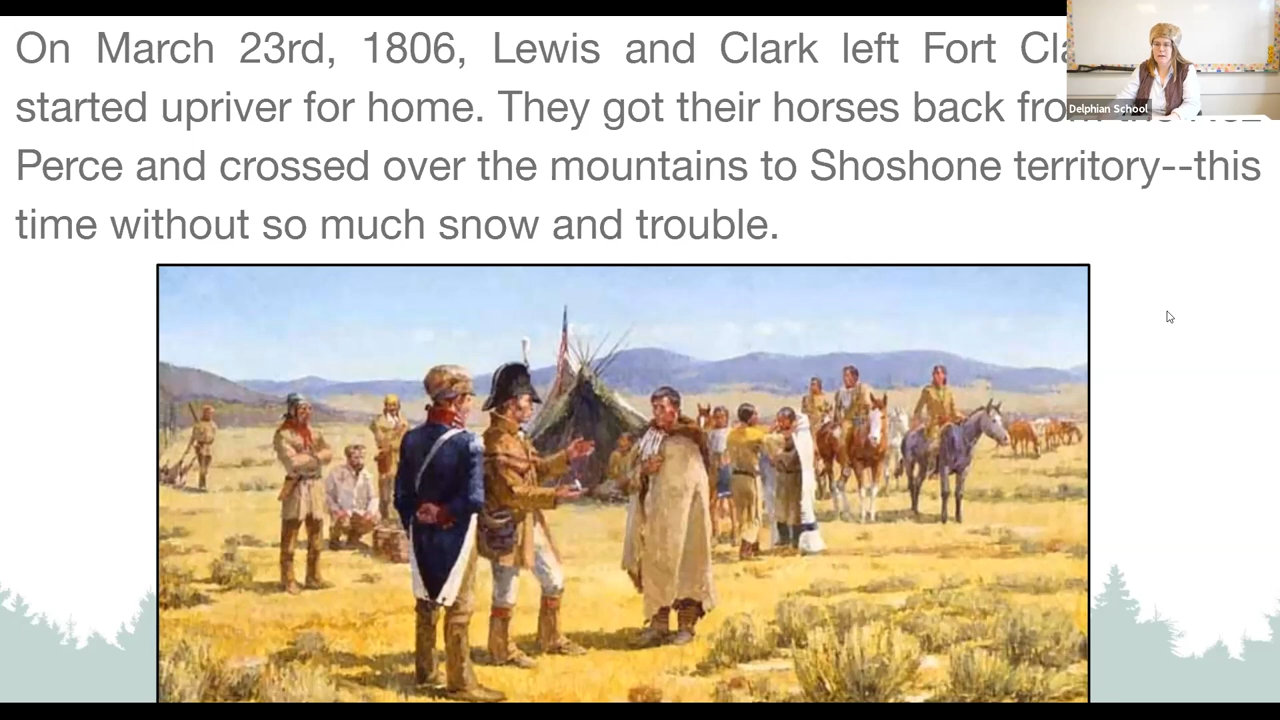 On March 23rd, 1806, Lewis and Clark left Fort
started upriver for home. They got their horses back
Perce and crossed over the mountains to Shoshone territory--this
time without so much snow and trouble.
Delphian School